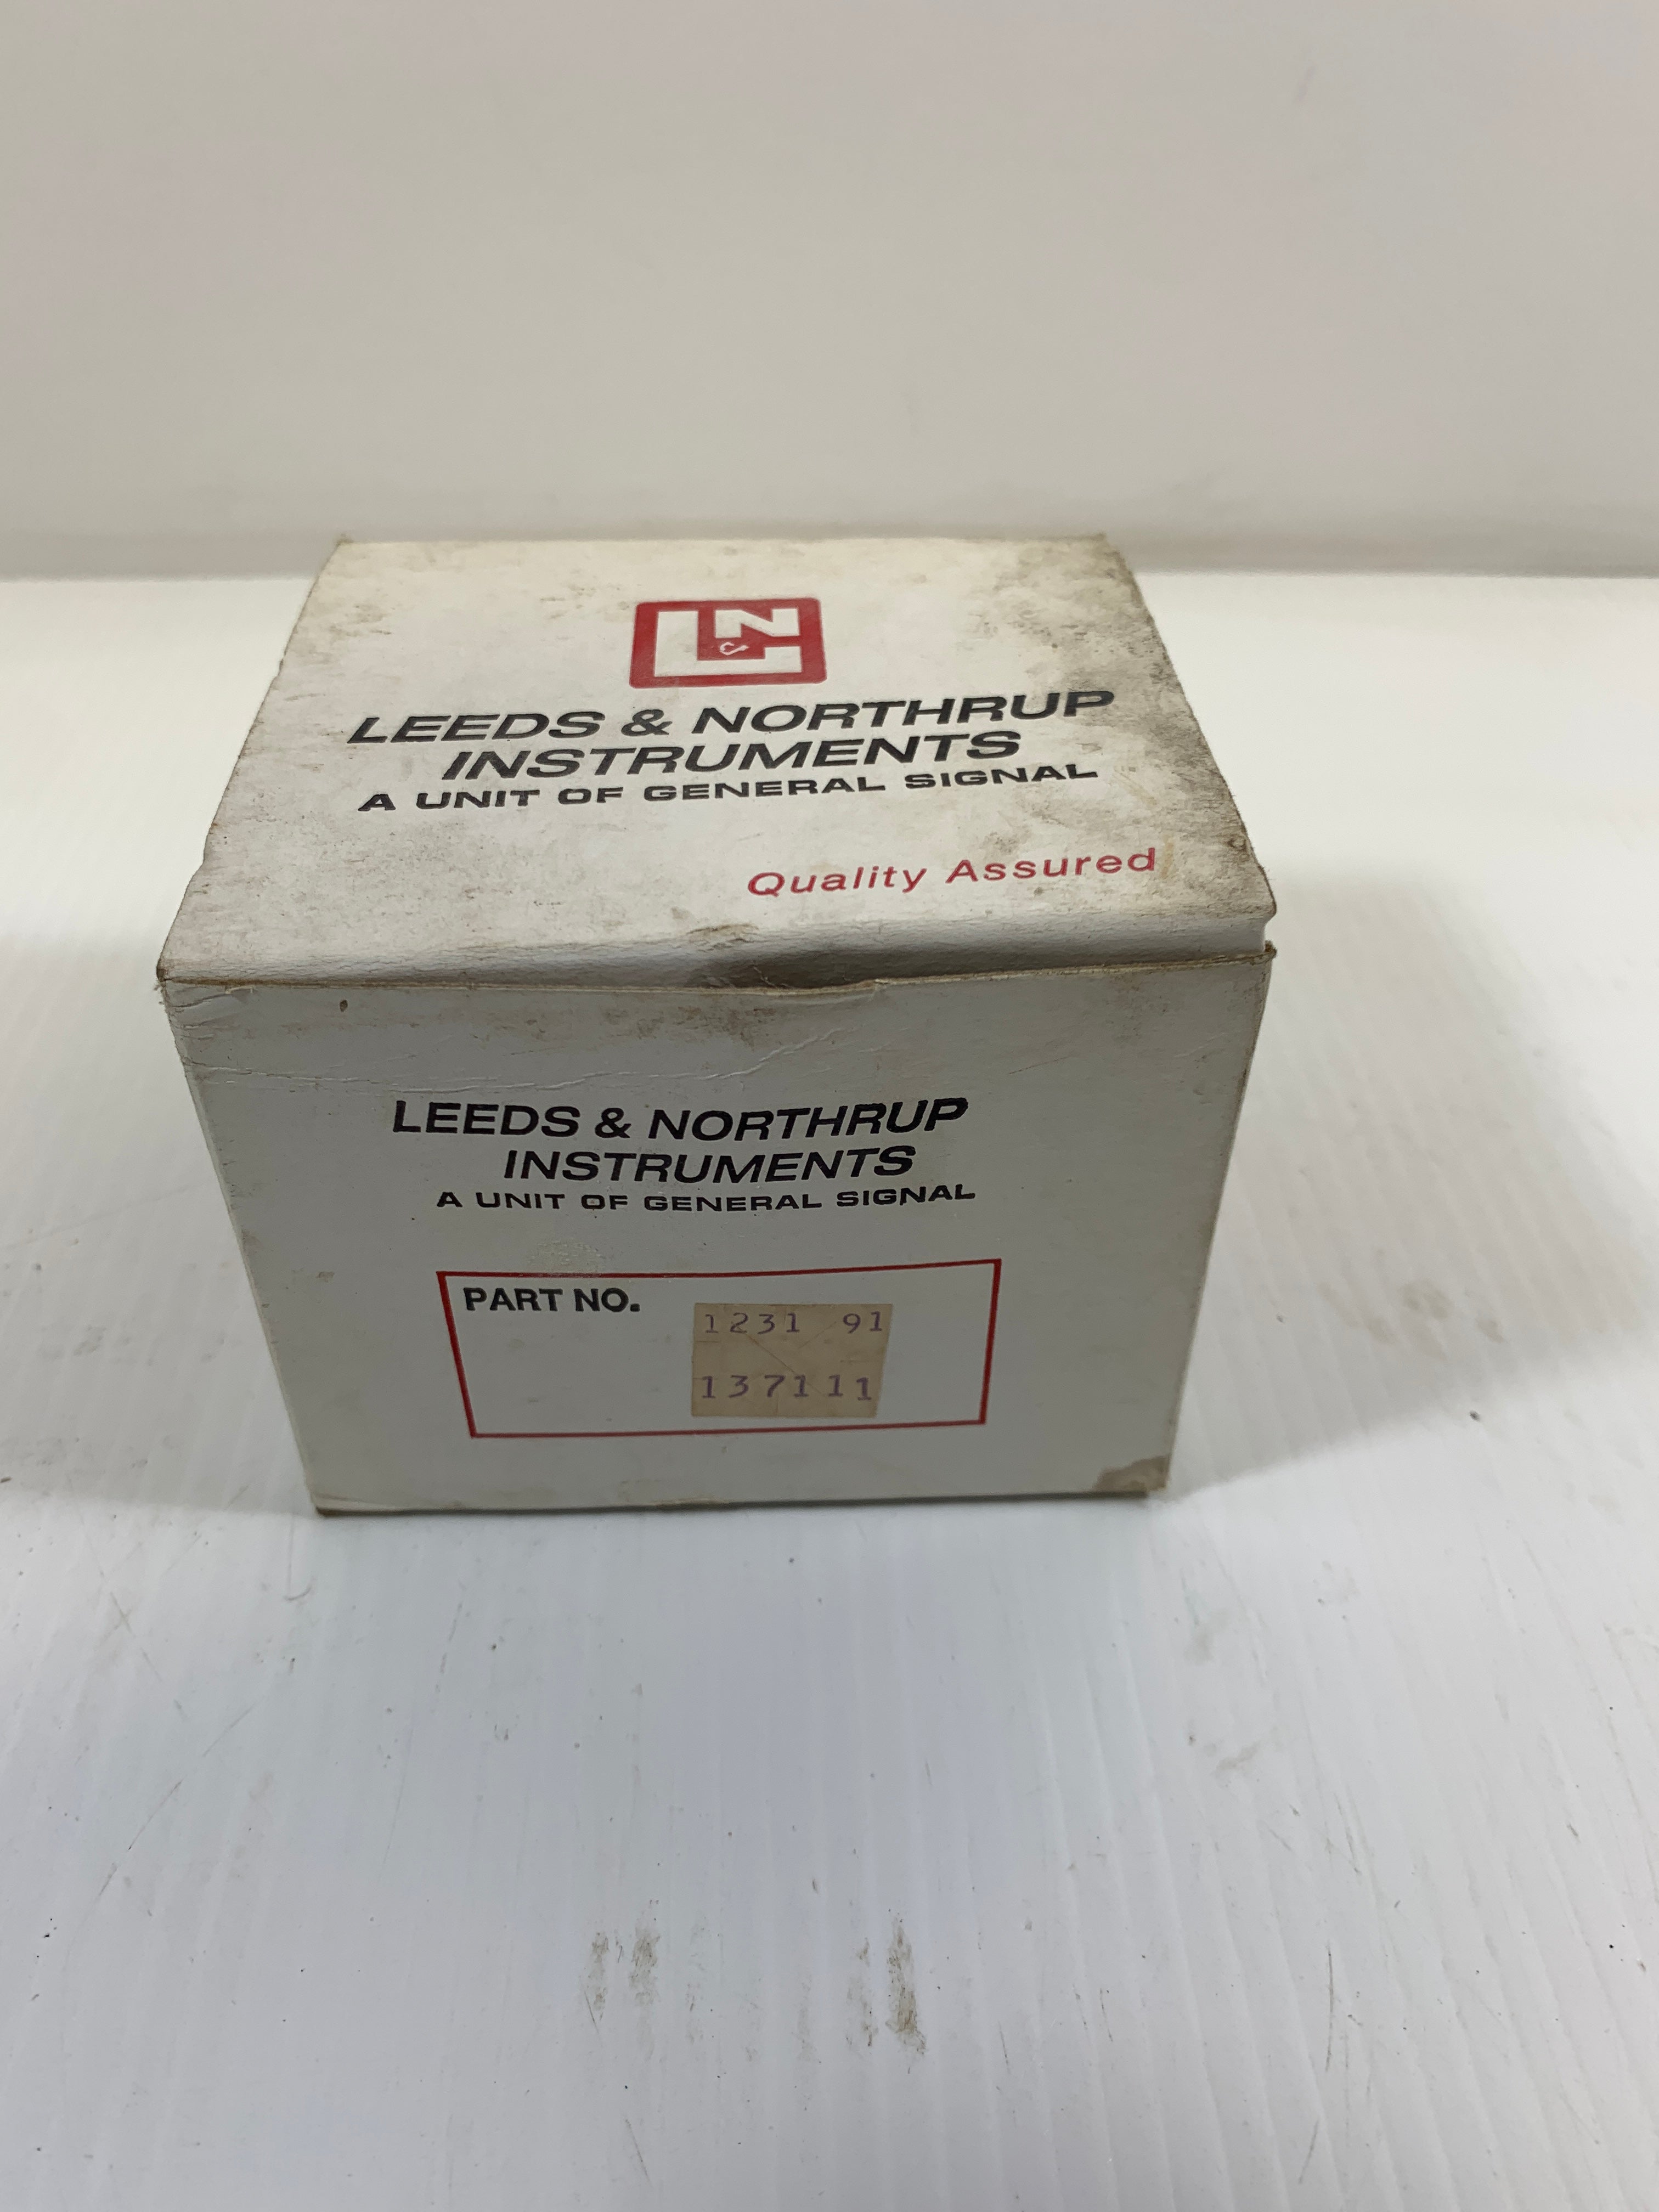 L&N
LEEDS & NORTHRUP
INSTRUMENTS
A UNIT OF GENERAL SIGNAL
Quality Assured
LEEDS & NORTHRUP
INSTRUMENTS
A UNIT OF GENERAL SIGNAL
PART NO.
1231 91
137111